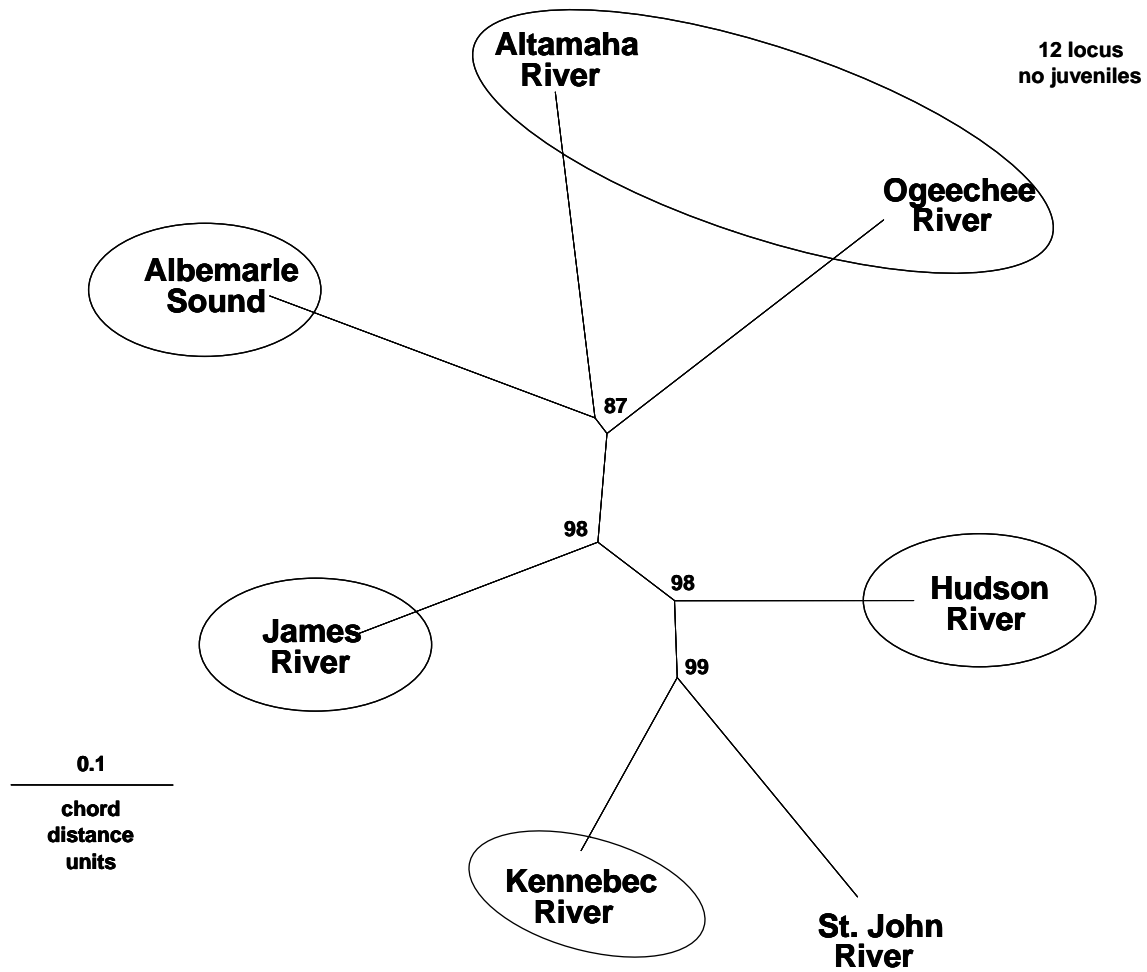 Altamaha
River
12 locus
no juveniles
Ogeechee
River
Albemarle
Sound
87
98
98
Hudson
River
James
River
99
0.1
chord
distance
units
Kennebec
River
St. John
River